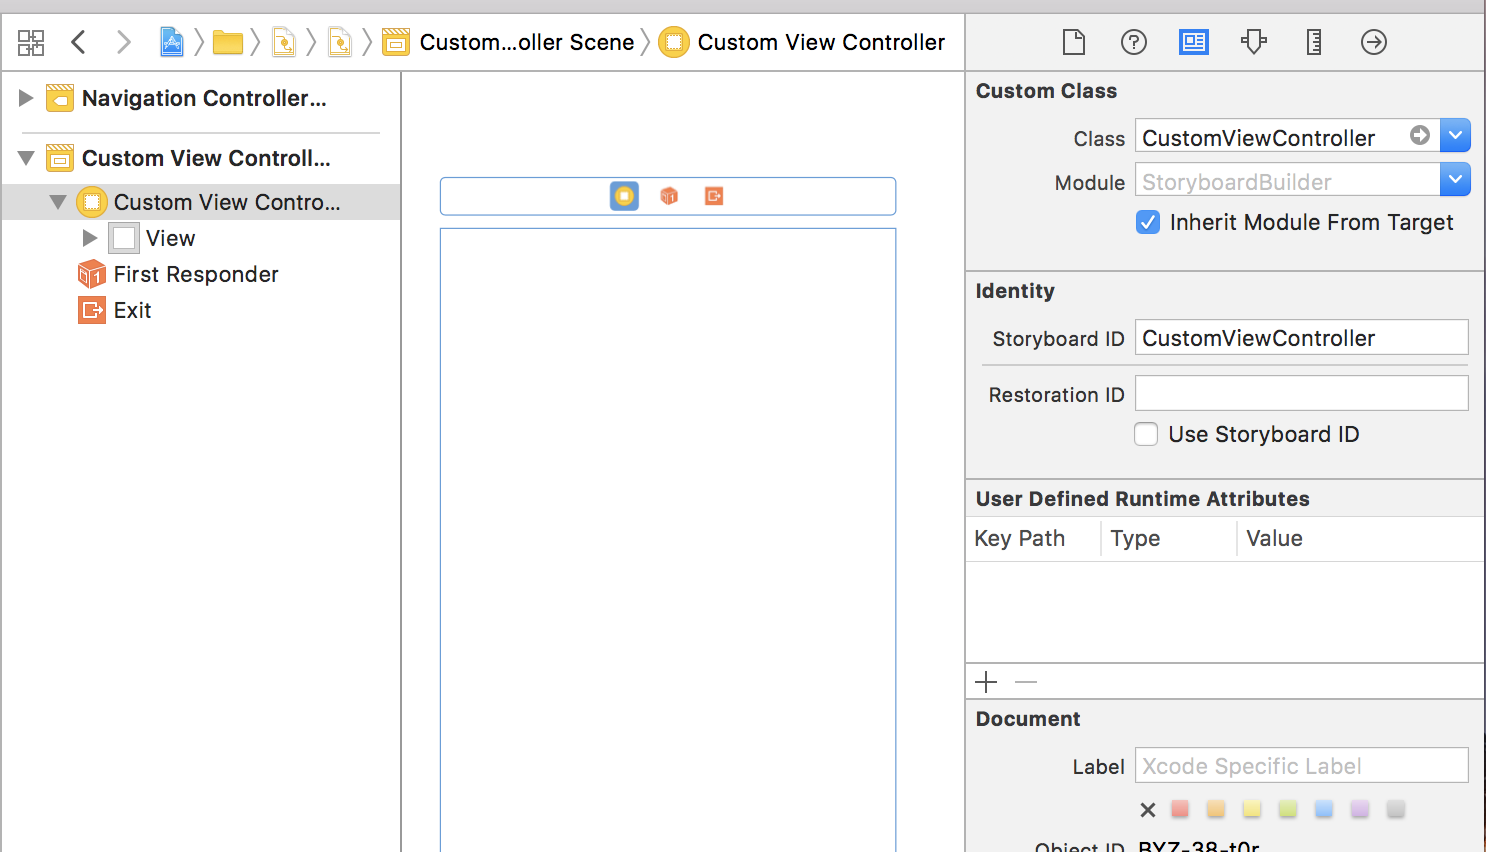 Custom...oller Scene
Custom View Controller
Navigation Controller...
Custom View Controll...
Custom View Contro...
View
First Responder
Exit
Custom Class
Class CustomViewController
Module StoryboardBuilder
Inherit Module From Target
Identity
Storyboard ID CustomViewController
Restoration ID
Use Storyboard ID
User Defined Runtime Attributes
Key Path Type Value
Document
Label Xcode Specific Label
Object ID BYZ-38-t0r